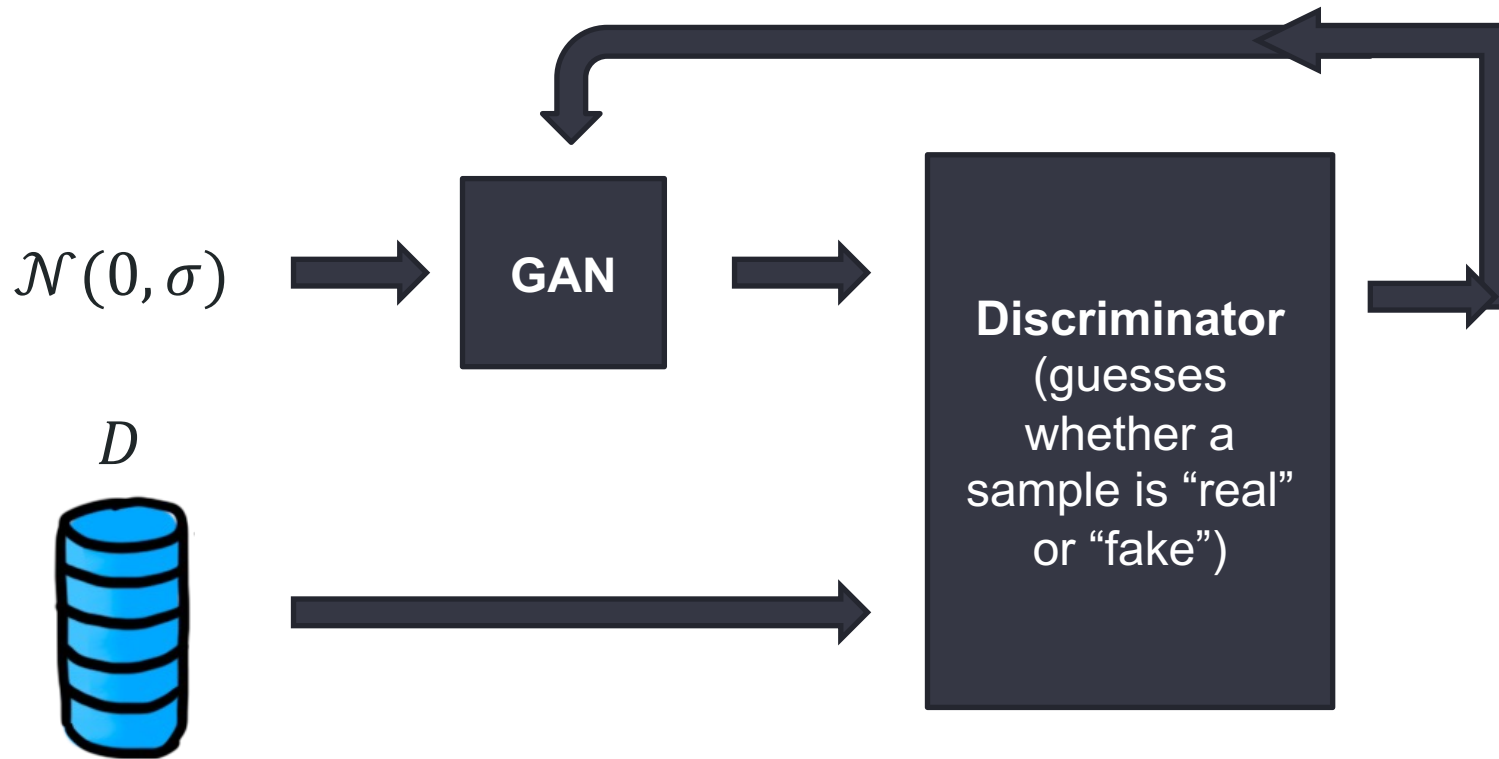 𝒩(0, σ)
GAN
D
Discriminator
(guesses
whether a
sample is “real”
or “fake”)